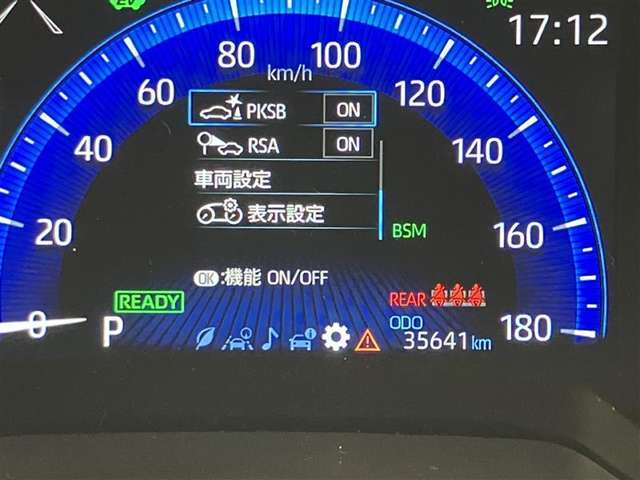 17:12
80
100
km/h
60
120
PKSB ON
40
RSA ON
140
車両設定
20
表示設定
BSM
160
OK:機能 ON/OFF
READY
REAR
0
P
ODO
180
35641 km